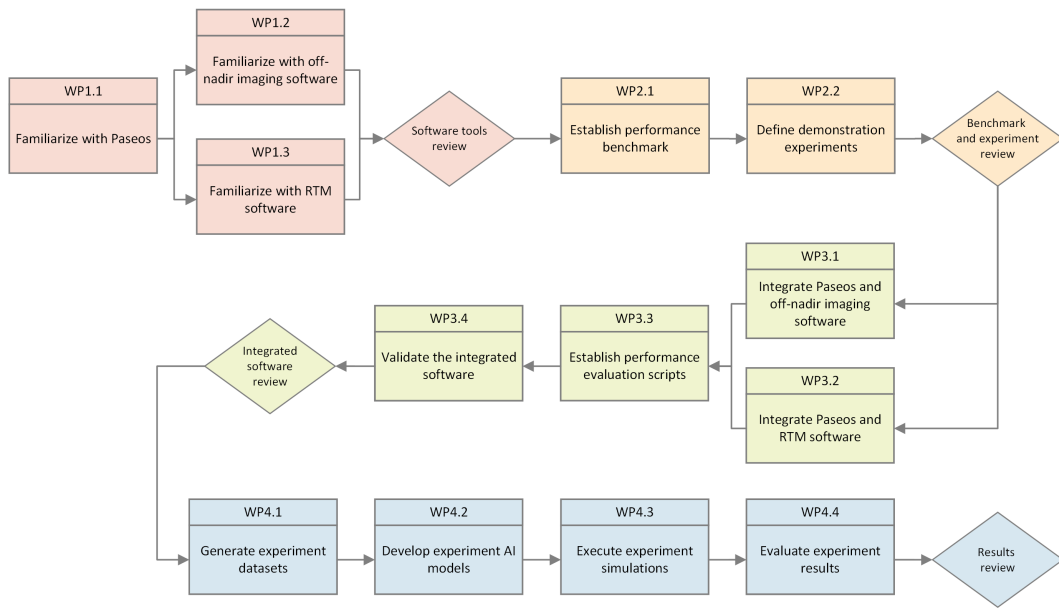 WP1.1
Familiarize with Paseos
WP1.2
Familiarize with off-
nadir imaging software
WP1.3
Familiarize with RTM
software
Software tools
review
WP2.1
Establish performance
benchmark
WP2.2
Define demonstration
experiments
Benchmark
and experiment
review
WP3.1
Integrate Paseos and
off-nadir imaging
software
WP3.2
Integrate Paseos and
RTM software
WP3.3
Establish performance
evaluation scripts
WP3.4
Validate the integrated
software
Integrated
software
review
WP4.1
Generate experiment
datasets
WP4.2
Develop experiment AI
models
WP4.3
Execute experiment
simulations
WP4.4
Evaluate experiment
results
Results
review